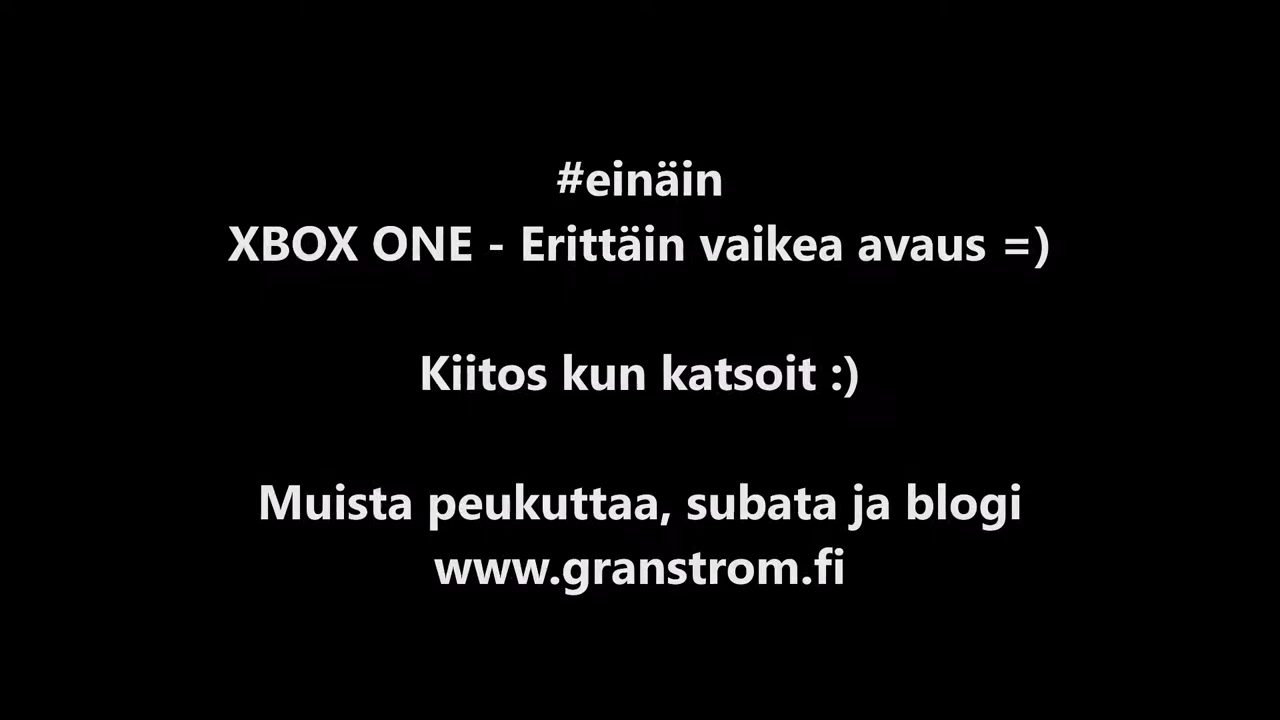 #einäin
XBOX ONE - Erittäin vaikea avaus =)
Kiitos kun katsoit :)
Muista peukuttaa, subata ja blogi
www.granstrom.fi